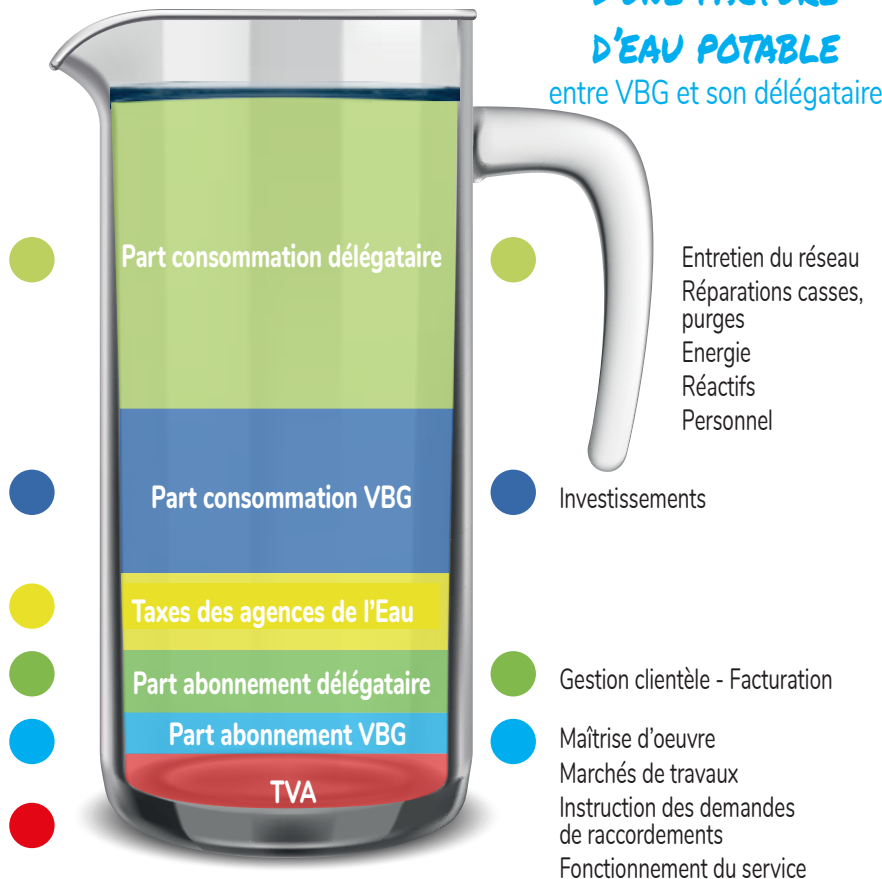 D'UNE FACTURE
D'EAU POTABLE
entre VBG et son délégataire
Part consommation délégataire
Entretien du réseau
Réparations casses,
purges
Energie
Réactifs
Personnel
Part consommation VBG
Investissements
Taxes des agences de l'Eau
Part abonnement délégataire
Gestion clientèle - Facturation
Part abonnement VBG
Maîtrise d'oeuvre
Marchés de travaux
Instruction des demandes
de raccordements
Fonctionnement du service
TVA